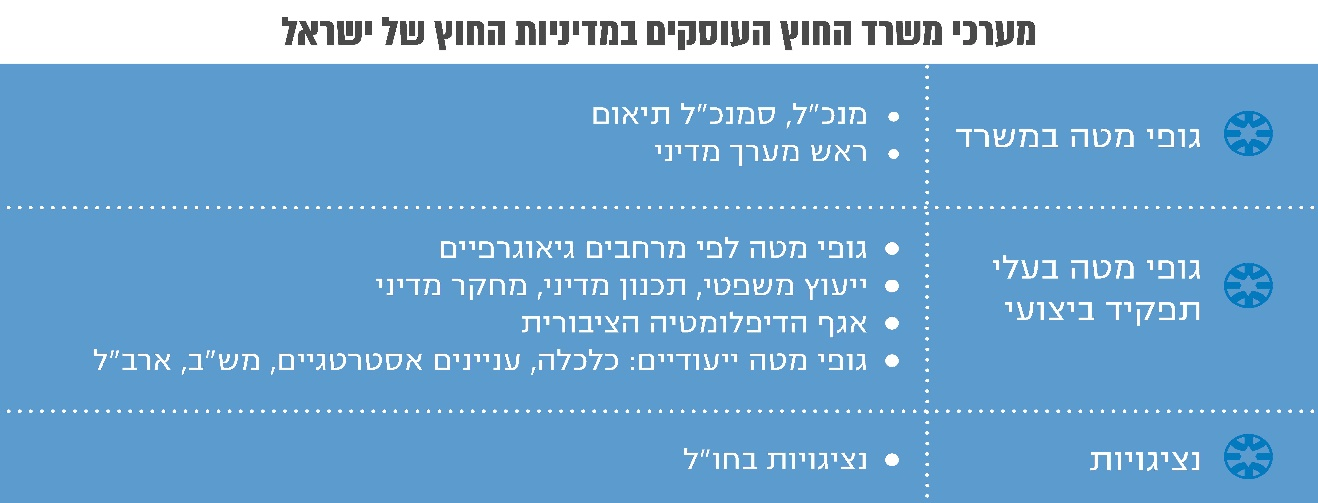 מערכי משרד החוץ העוסקים במדיניות החוץ של ישראל
גופי מטה במשרד
• מנכ"ל, סמנכ"ל תיאום
• ראש מערך מדיני
גופי מטה בעלי
תפקיד ביצועי
• גופי מטה לפי מרחבים גיאוגרפיים
• ייעוץ משפטי, תכנון מדיני, מחקר מדיני
• אגף הדיפלומטיה הציבורית
• גופי מטה ייעודיים: כלכלה, עניינים אסטרטגיים, מש"ב, ארב"ל
נציגויות
• נציגויות בחו"ל